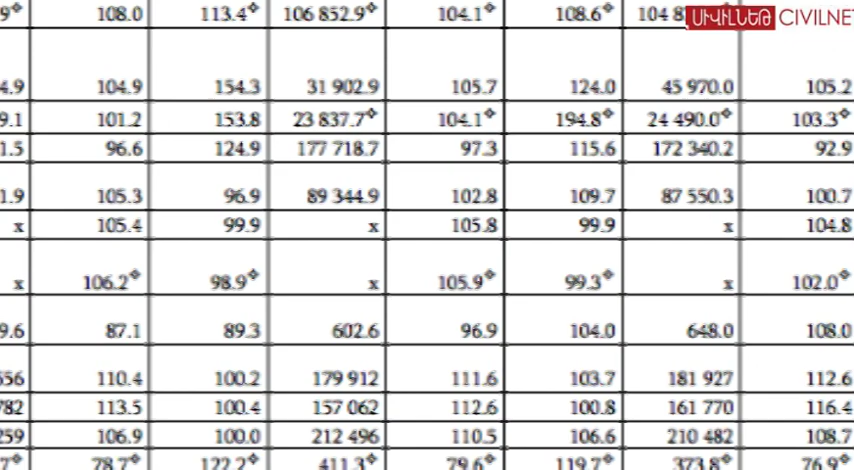 9⌖ 108.0 113.4⌖ 106 852.9⌖ 104.1⌖ 108.6⌖ 104 8
ՍԻՎԻԼՆԵԹ CIVILNET
4.9 104.9 154.3 31 902.9 105.7 124.0 45 970.0 105.2
9.1 101.2 153.8 23 837.7⌖ 104.1⌖ 194.8⌖ 24 490.0⌖ 103.3⌖
1.5 96.6 124.9 177 718.7 97.3 115.6 172 340.2 92.9
1.9 105.3 96.9 89 344.9 102.8 109.7 87 550.3 100.7
x 105.4 99.9 x 105.8 99.9 x 104.8
x 106.2⌖ 98.9⌖ x 105.9⌖ 99.3⌖ x 102.0⌖
9.6 87.1 89.3 602.6 96.9 104.0 648.0 108.0
656 110.4 100.2 179 912 111.6 103.7 181 927 112.6
782 113.5 100.4 157 062 112.6 100.8 161 770 116.4
259 106.9 100.0 212 496 110.5 106.6 210 482 108.7
7⌖ 78.7⌖ 122.2⌖ 411.3⌖ 79.6⌖ 119.7⌖ 373.8⌖ 76.9⌖